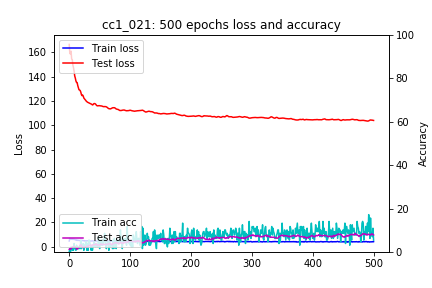 cc1_021: 500 epochs loss and accuracy
Train loss
Test loss
Train acc
Test acc
Loss
0
20
40
60
80
100
120
140
160
Accuracy
0
20
40
60
80
100
0 100 200 300 400 500